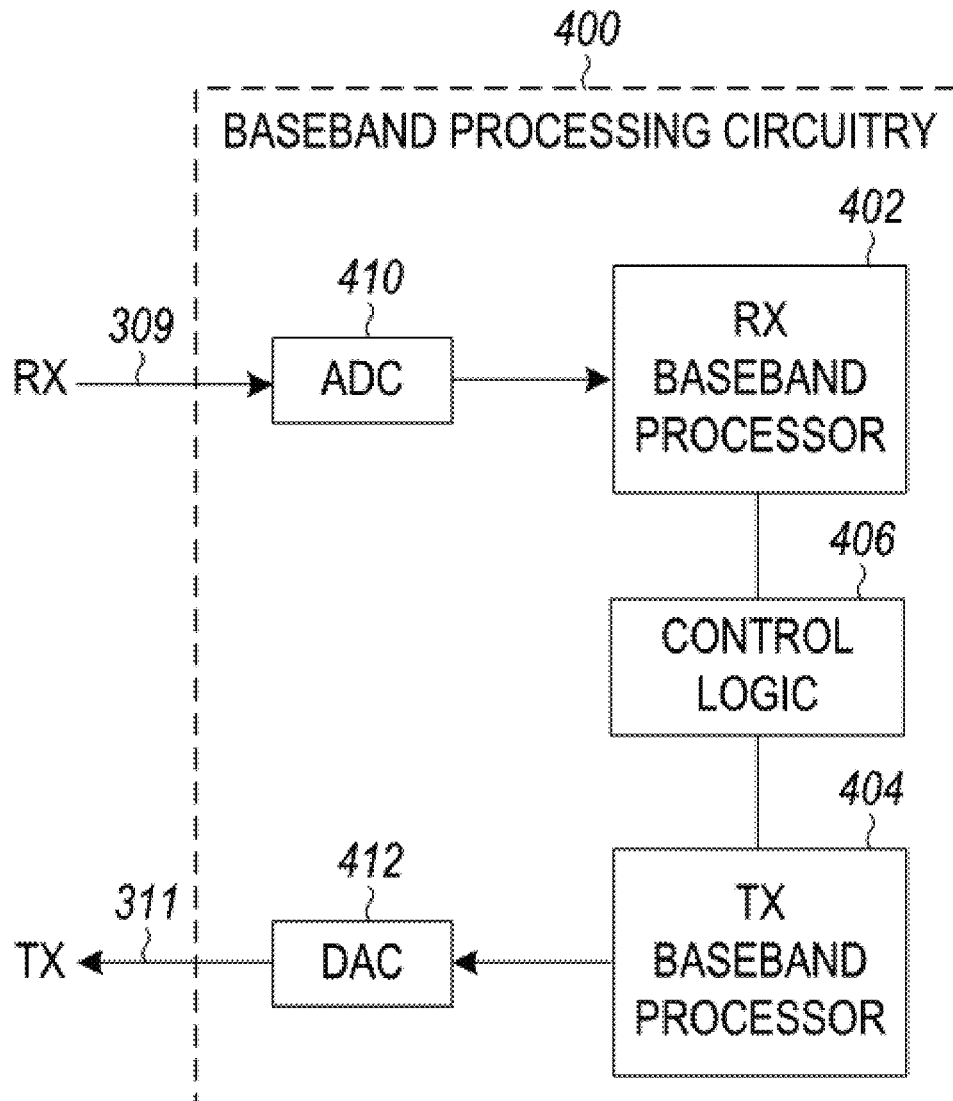 400
BASEBAND PROCESSING CIRCUITRY
402
410
309
RX
ADC
RX
BASEBAND
PROCESSOR
406
CONTROL
LOGIC
404
412
311
TX
DAC
TX
BASEBAND
PROCESSOR